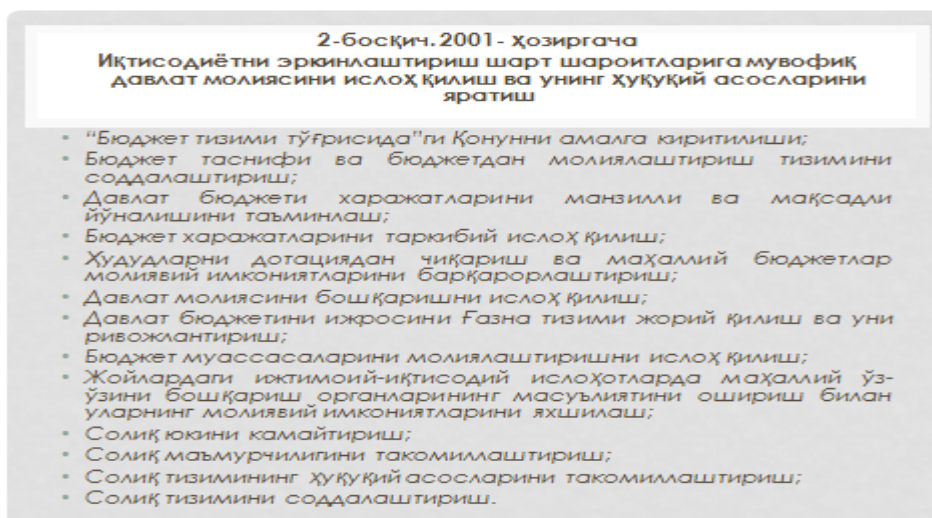 2-босқич. 2001- ҳозиргача
Иқтисодиётни эркинлаштириш шарт шароитларига мувофиқ
давлат молиясини ислоҳ қилиш ва унинг ҳуқуқий асосларини
яратиш
• “Бюджет тизими тўғрисида”ги Қонунни амалга киритилиши;
• Бюджет таснифи ва бюджетдан молиялаштириш тизимини
соддалаштириш;
• Давлат бюджети харажатларини манзилли ва мақсадли
йўналишини таъминлаш;
• Бюджет харажатларини таркибий ислоҳ қилиш;
• Ҳудудларни дотациядан чиқариш ва маҳаллий бюджетлар
молиявий имкониятларини барқарорлаштириш;
• Давлат молиясини бошқаришни ислоҳ қилиш;
• Давлат бюджетини ижросини Ғазна тизими жорий қилиш ва уни
ривожлантириш;
• Бюджет муассасаларини молиялаштиришни ислоҳ қилиш;
• Жойлардаги ижтимоий-иқтисодий ислоҳотларда маҳаллий ўз-
ўзини бошқариш органларининг масъулиятини ошириш билан
уларнинг молиявий имкониятларини яхшилаш;
• Солиқ юкини камайтириш;
• Солиқ маъмурчилигини такомиллаштириш;
• Солиқ тизимининг ҳуқуқий асосларини такомиллаштириш;
• Солиқ тизимини соддалаштириш.